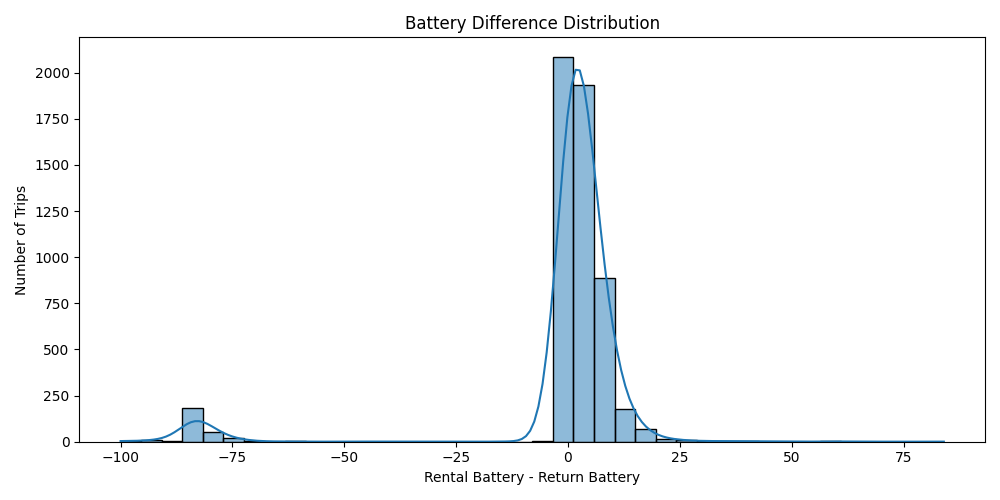 Battery Difference Distribution
Number of Trips
2000
1750
1500
1250
1000
750
500
250
0
−100 −75 −50 −25 0 25 50 75
Rental Battery - Return Battery